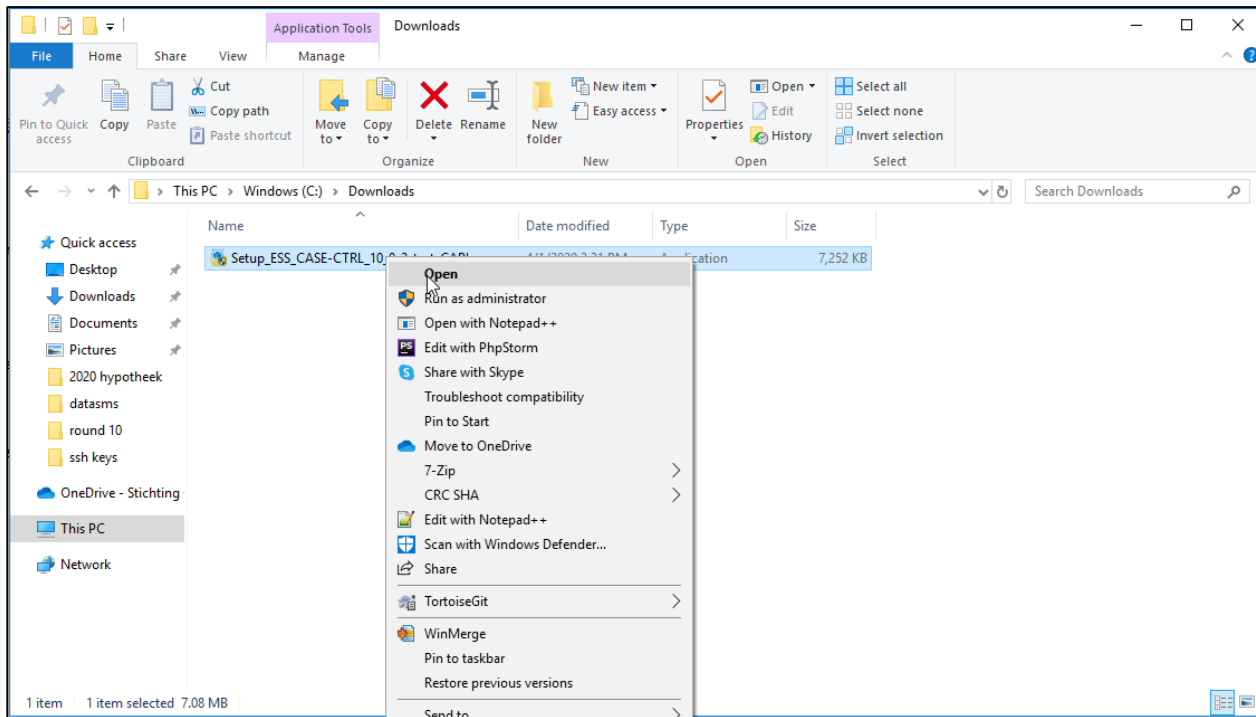 Application Tools Downloads
File Home Share View Manage
Pin to Quick access
Copy
Paste
Cut
Copy path
Paste shortcut
Clipboard
Move to
Copy to
Delete
Rename
Organize
New folder
New item
Easy access
New
Properties
Open
Edit
History
Open
Select all
Select none
Invert selection
Select
This PC > Windows (C:) > Downloads
Search Downloads
Name Date modified Type Size
Quick access
Desktop
Downloads
Documents
Pictures
2020 hypotheek
datasms
round 10
ssh keys
OneDrive - Stichting
This PC
Network
Setup_ESS_CASE-CTRL_10 7,252 KB
Open
Run as administrator
Open with Notepad++
Edit with PhpStorm
Share with Skype
Troubleshoot compatibility
Pin to Start
Move to OneDrive
7-Zip
CRC SHA
Edit with Notepad++
Scan with Windows Defender...
Share
TortoiseGit
WinMerge
Pin to taskbar
Restore previous versions
Send to
1 item 1 item selected 7.08 MB